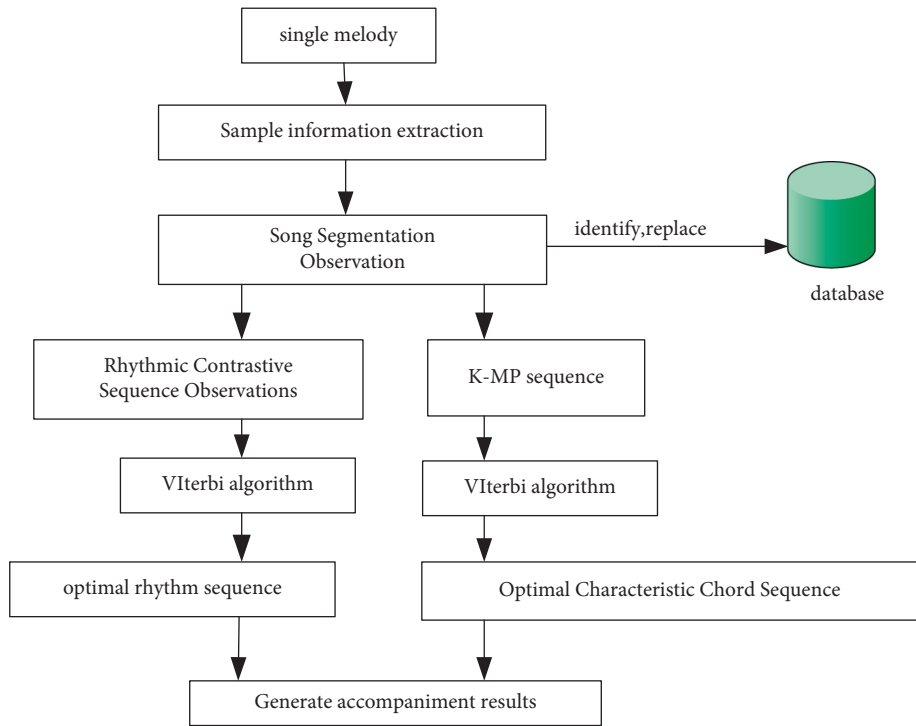 single melody
Sample information extraction
Song Segmentation
Observation
identify,replace
database
Rhythmic Contrastive
Sequence Observations
K-MP sequence
VIterbi algorithm
VIterbi algorithm
optimal rhythm sequence
Optimal Characteristic Chord Sequence
Generate accompaniment results